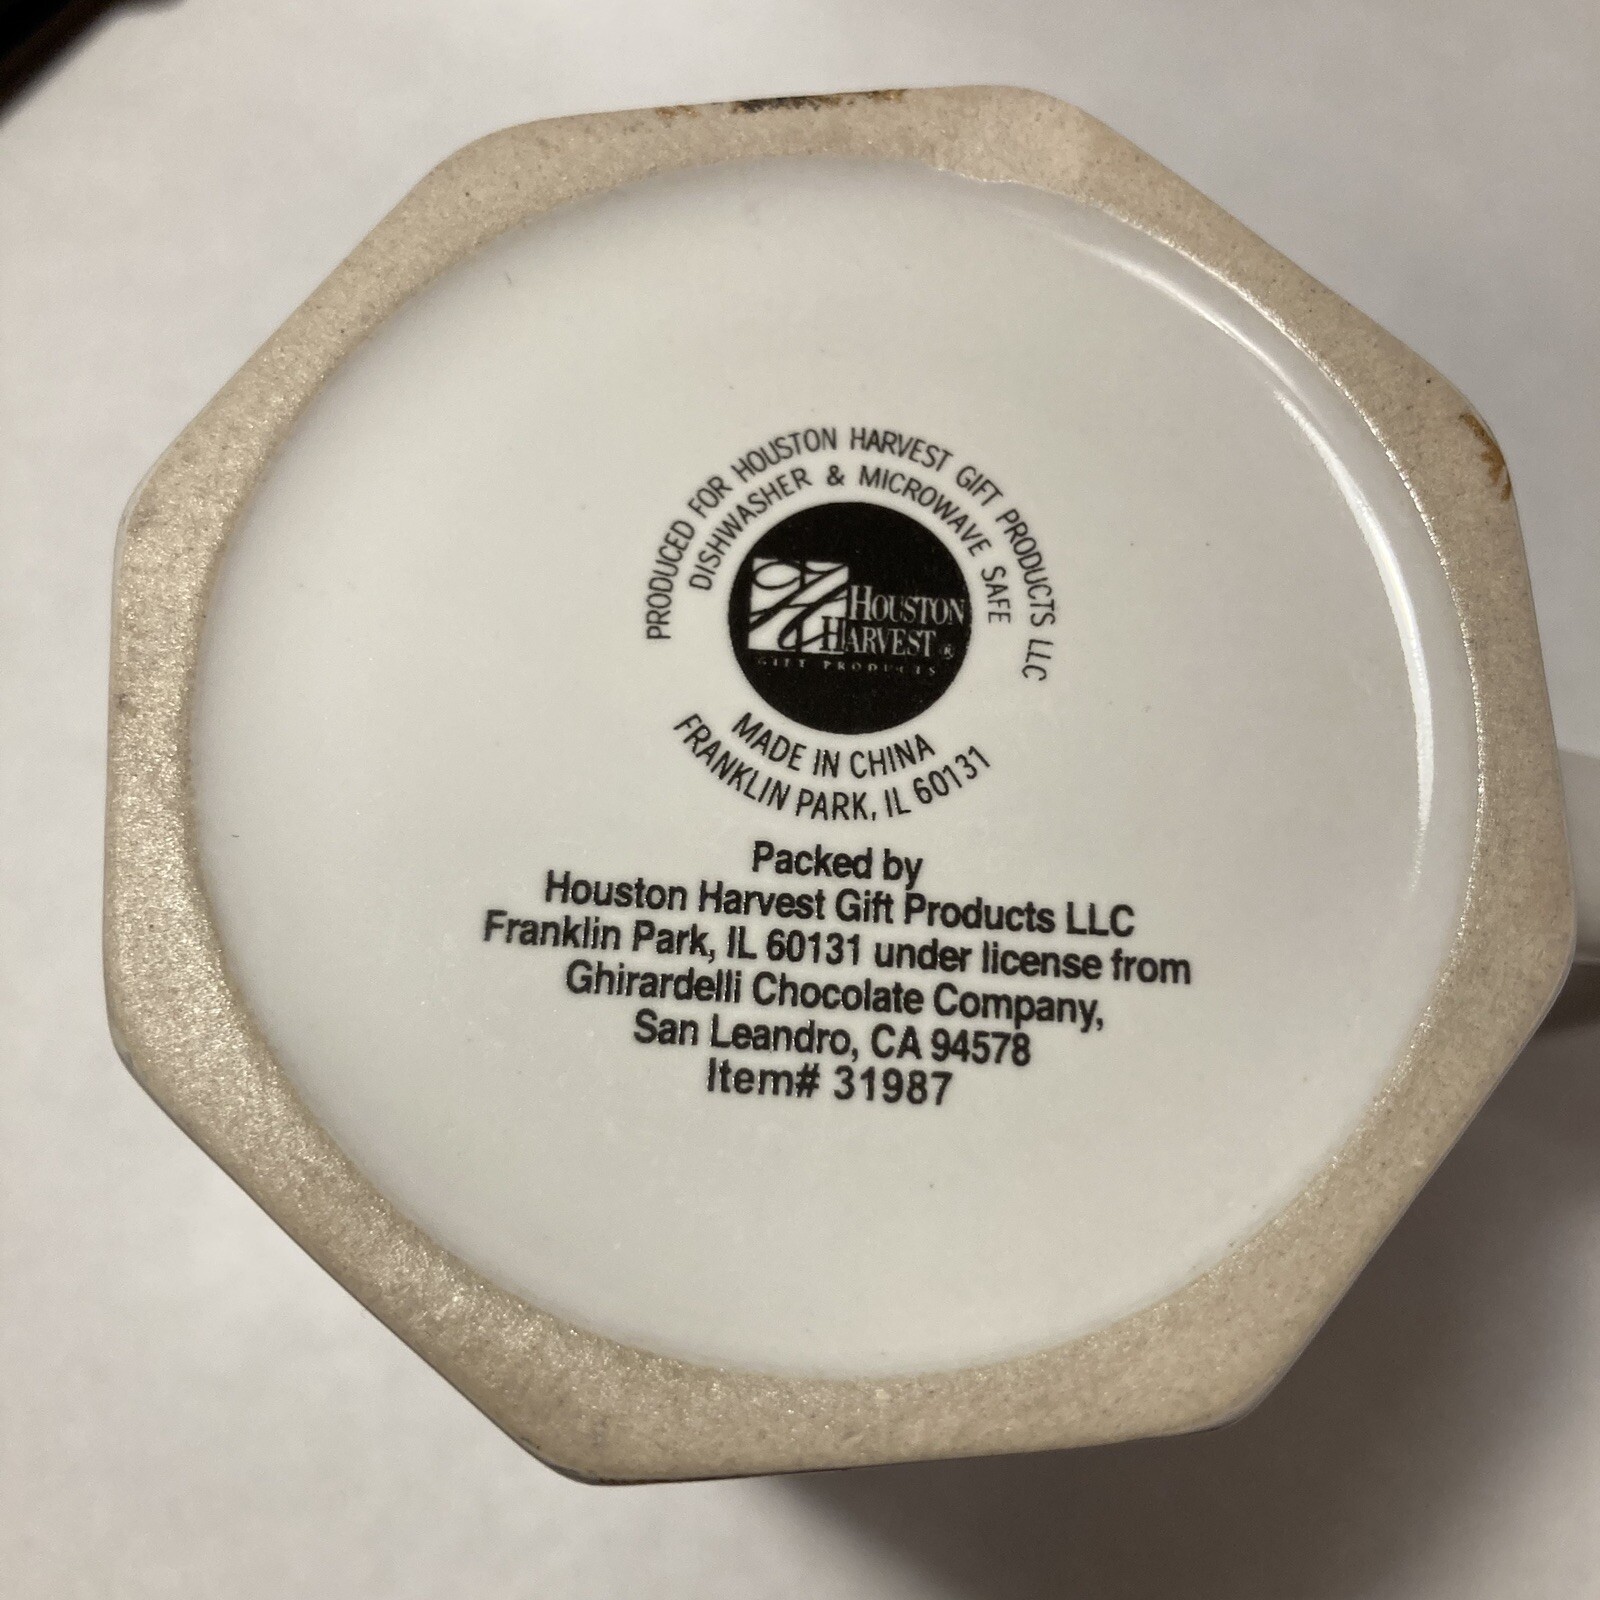 PRODUCED FOR HOUSTON HARVEST GIFT PRODUCTS LLC
DISHWASHER & MICROWAVE SAFE
HOUSTON
HARVEST ®
GIFT PRODUCTS
MADE IN CHINA
FRANKLIN PARK, IL 60131
Packed by
Houston Harvest Gift Products LLC
Franklin Park, IL 60131 under license from
Ghirardelli Chocolate Company,
San Leandro, CA 94578
Item# 31987